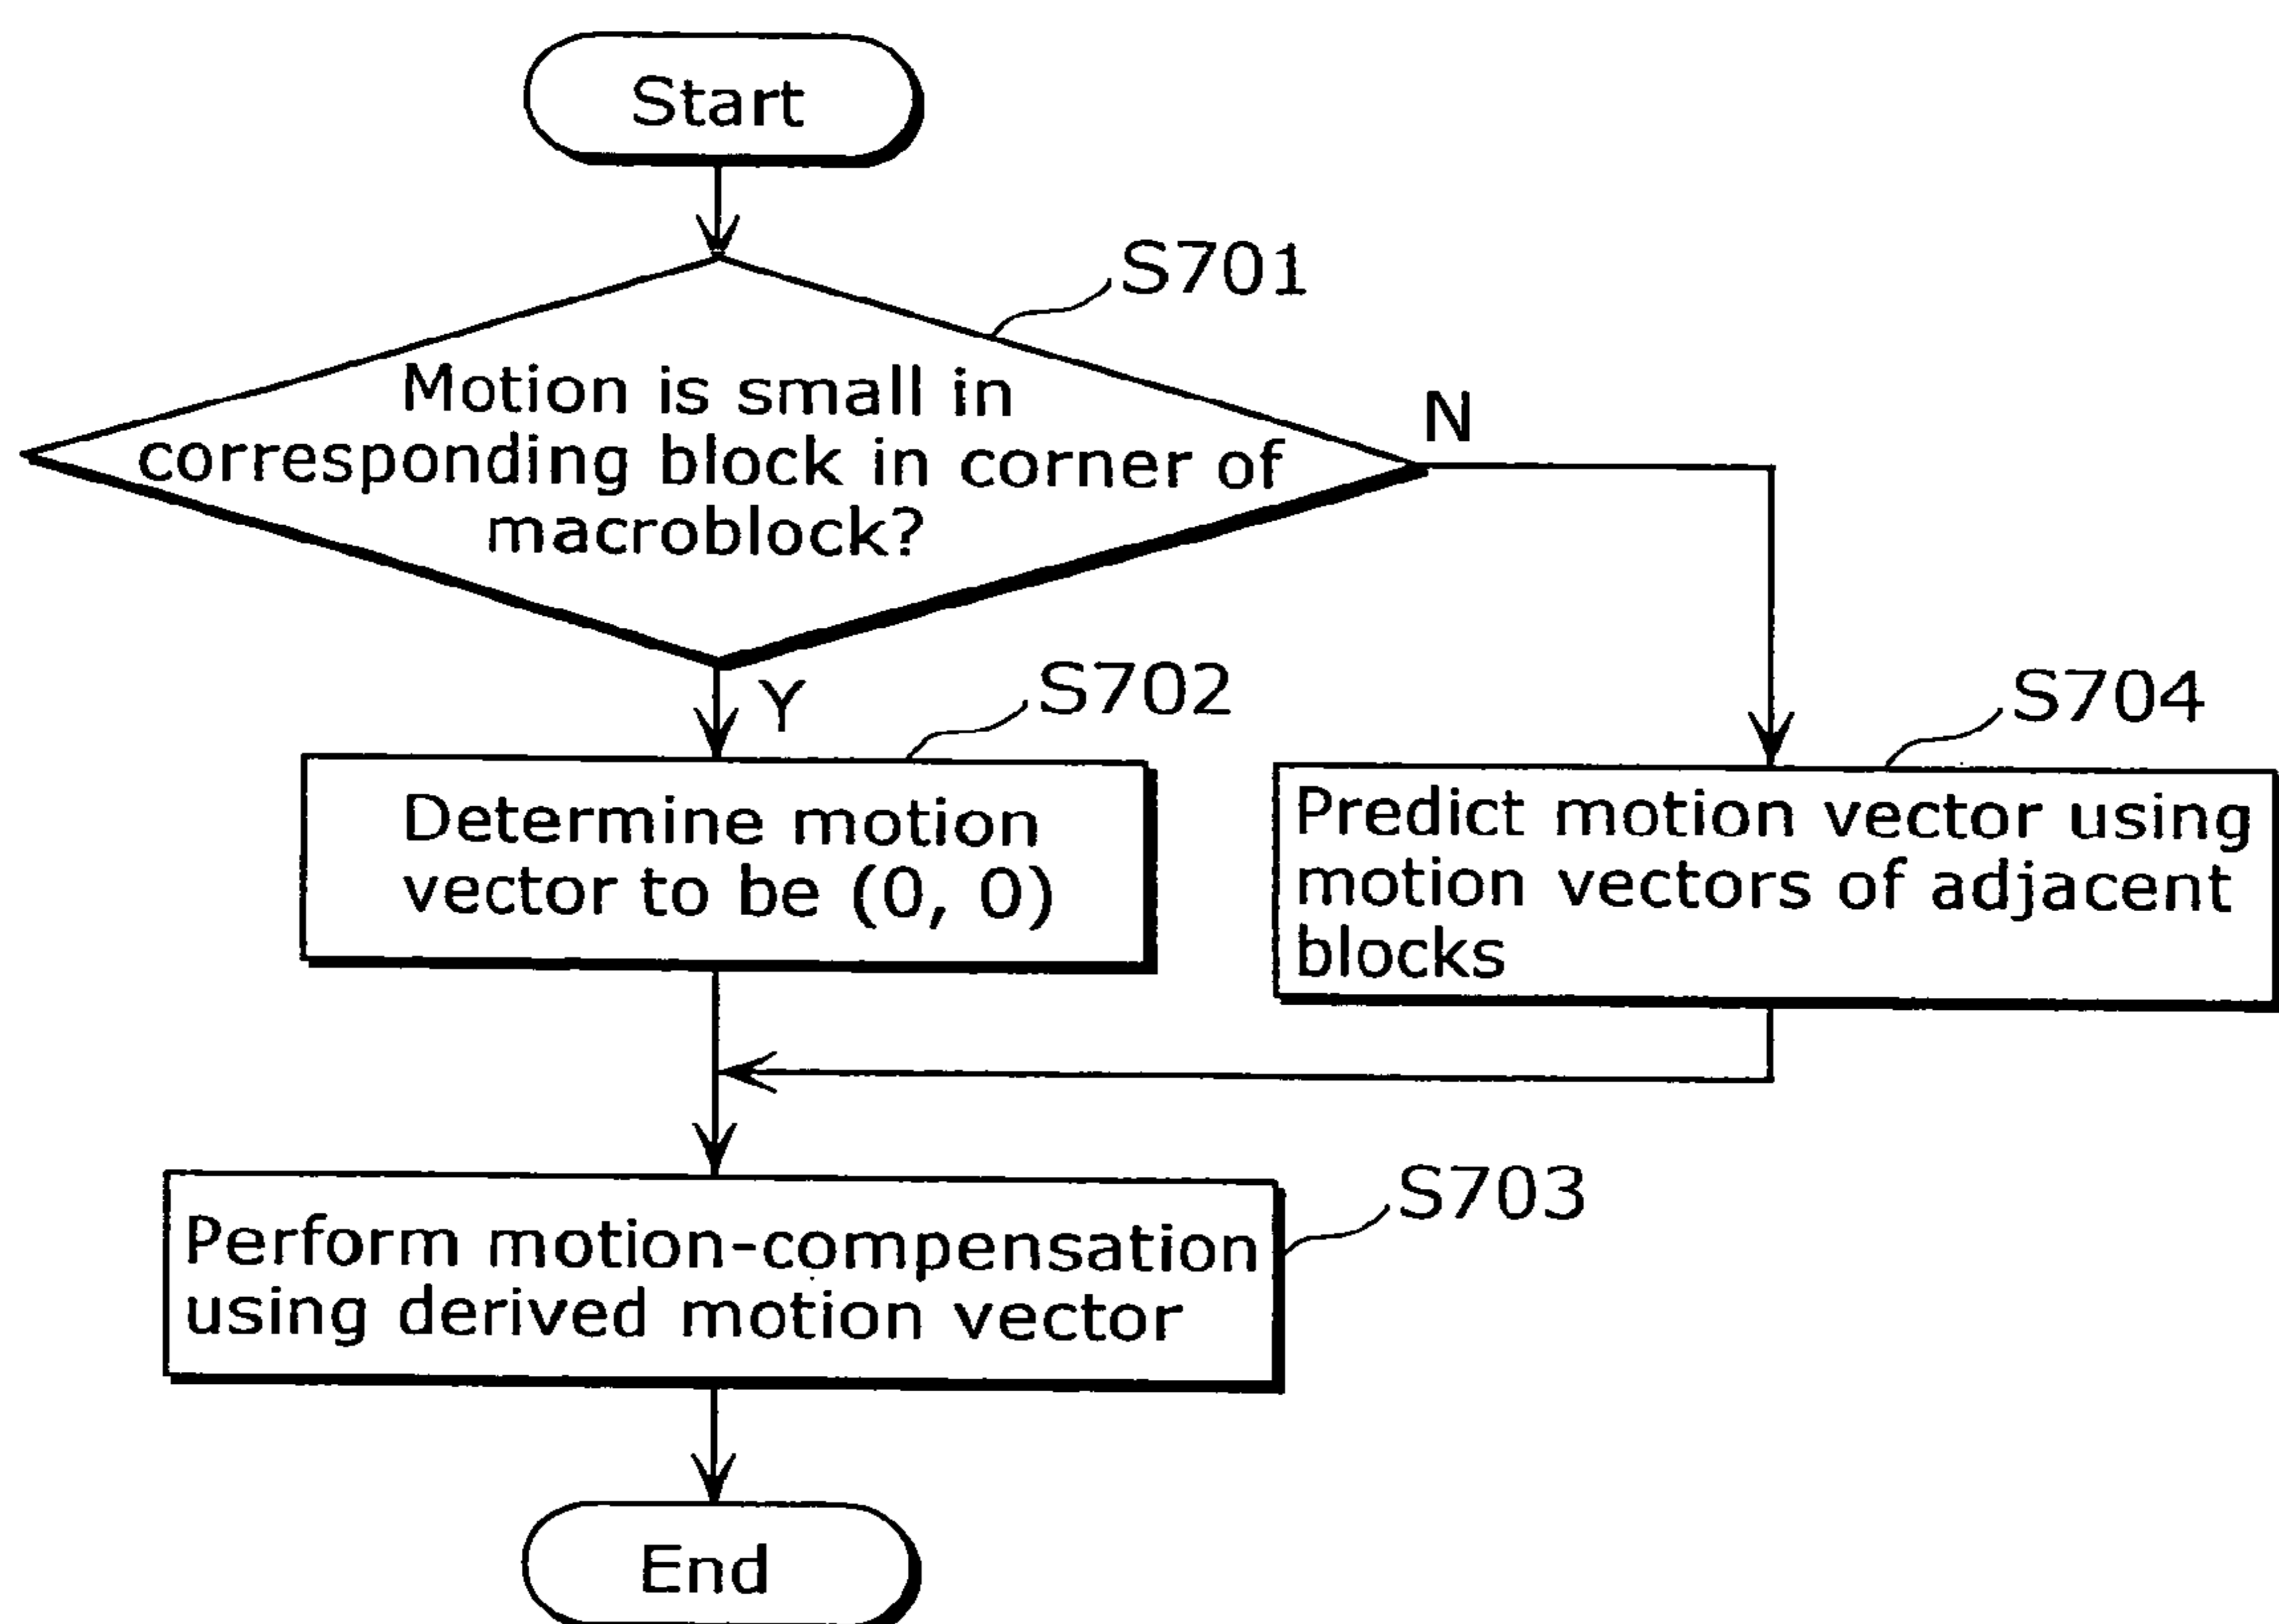 Start
S701
Motion is small in
corresponding block in corner of
macroblock?
N
Y
S702
S704
Determine motion
vector to be (0, 0)
Predict motion vector using
motion vectors of adjacent
blocks
S703
Perform motion-compensation
using derived motion vector
End